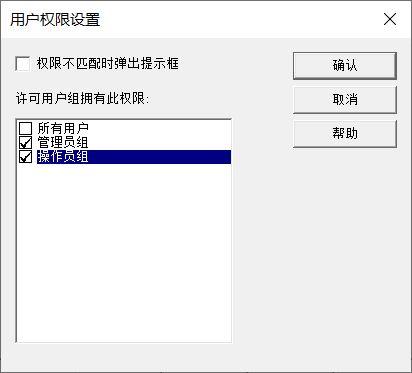 用户权限设置
权限不匹配时弹出提示框
确认
许可用户组拥有此权限:
取消
帮助
所有用户
管理员组
操作员组